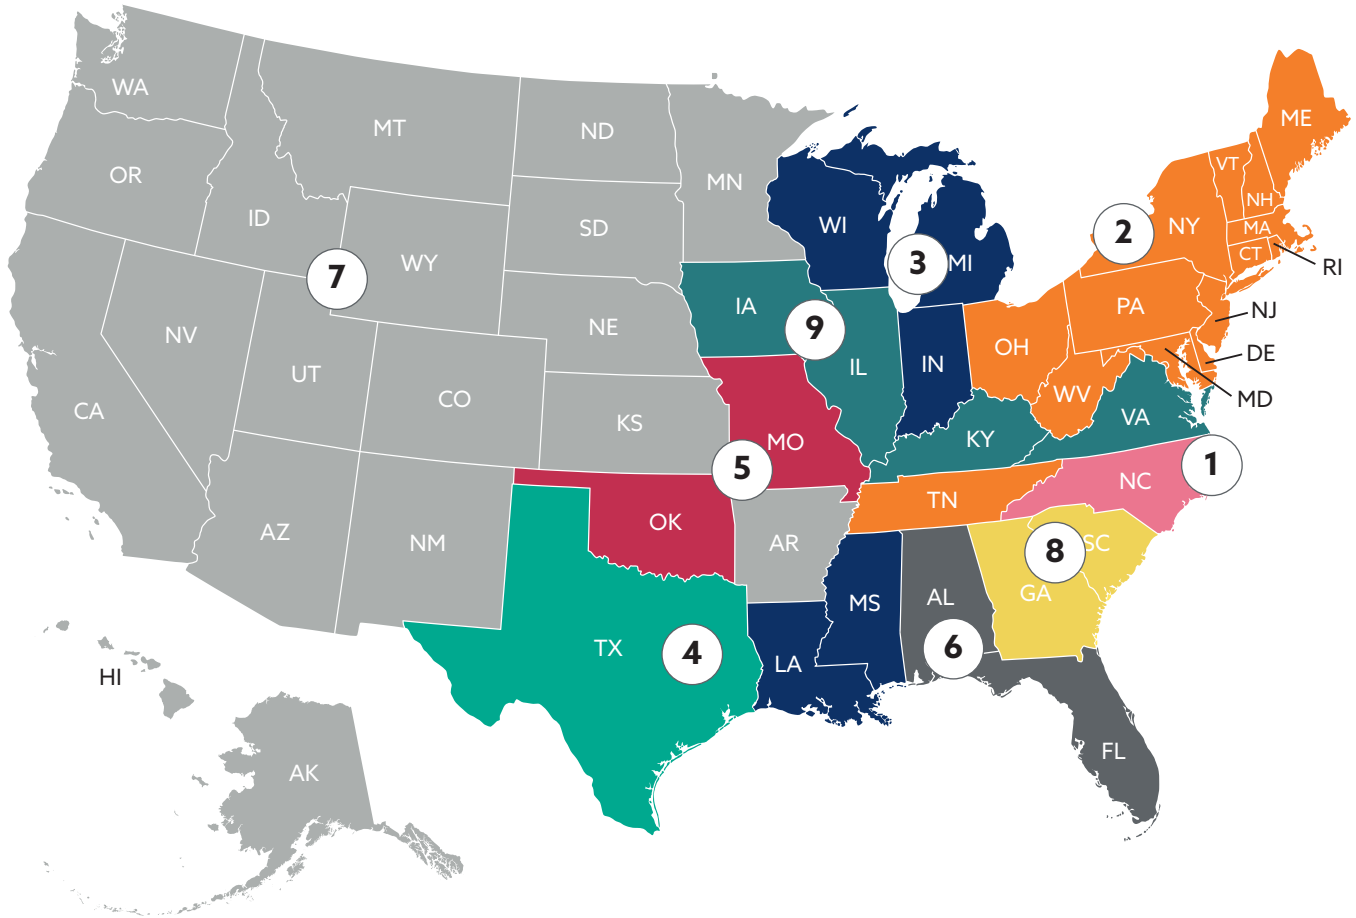 WA
MT
ND
ME
OR
MN
VT
ID
SD
WI
NY
NH
MA
2
CT
RI
7
WY
3
MI
NV
NE
IA
9
PA
NJ
UT
CO
IL
IN
OH
DE
CA
KS
WV
MD
MO
KY
VA
5
1
NC
OK
TN
AZ
NM
AR
8
SC
AL
GA
MS
TX
4
6
LA
HI
FL
AK